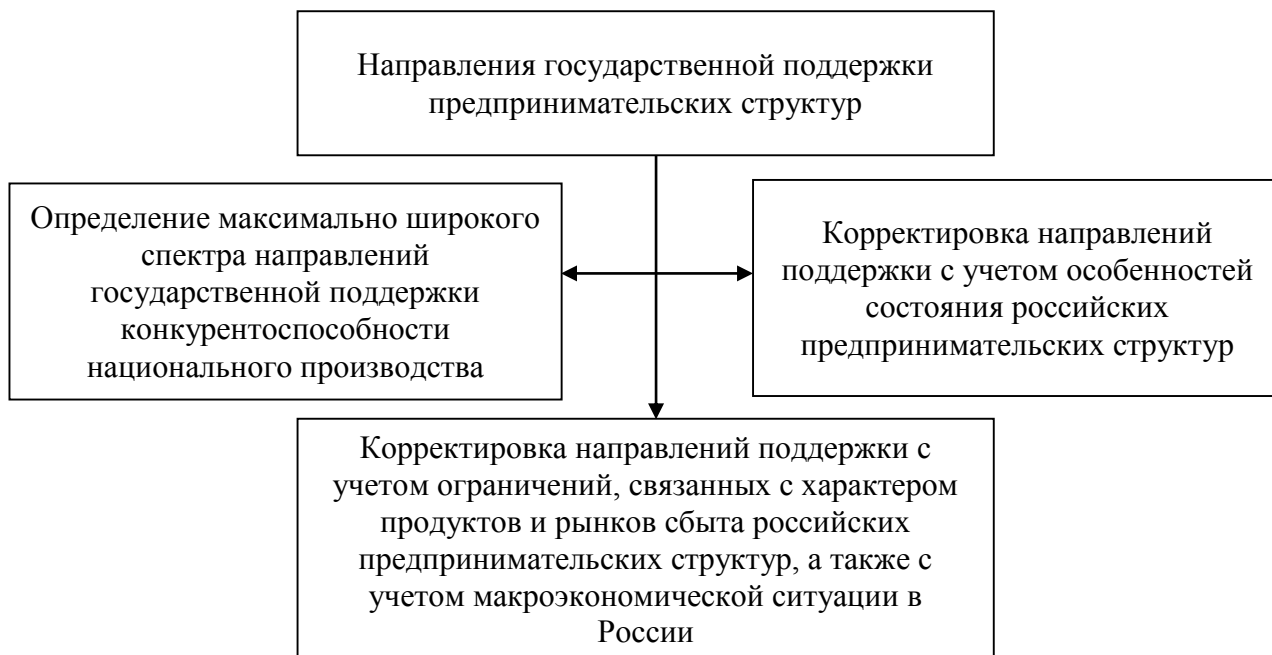 Направления государственной поддержки
предпринимательских структур
Определение максимально широкого
спектра направлений
государственной поддержки
конкурентоспособности
национального производства
Корректировка направлений
поддержки с учетом особенностей
состояния российских
предпринимательских структур
Корректировка направлений поддержки с
учетом ограничений, связанных с характером
продуктов и рынков сбыта российских
предпринимательских структур, а также с
учетом макроэкономической ситуации в
России